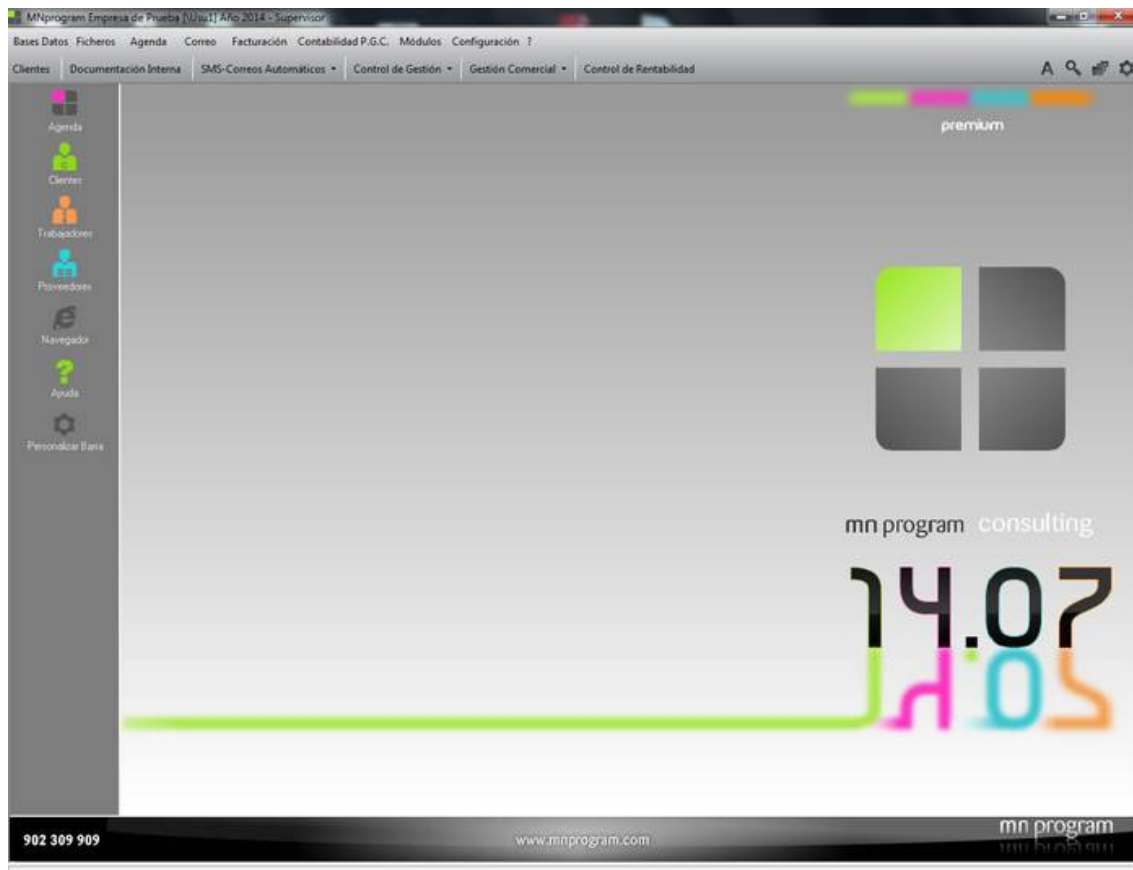 MNprogram Empresa de Prueba [\Usu1] Año 2014 - Supervisor
Bases Datos Ficheros Agenda Correo Facturación Contabilidad P.G.C. Módulos Configuración ?
Clientes Documentación Interna SMS-Correos Automáticos Control de Gestión Gestión Comercial Control de Rentabilidad A
Agenda
Clientes
Trabajadores
Proveedores
Navegador
Ayuda
Personalizar Barra
premium
mn program consulting
14.07
902 309 909 www.mnprogram.com mn program